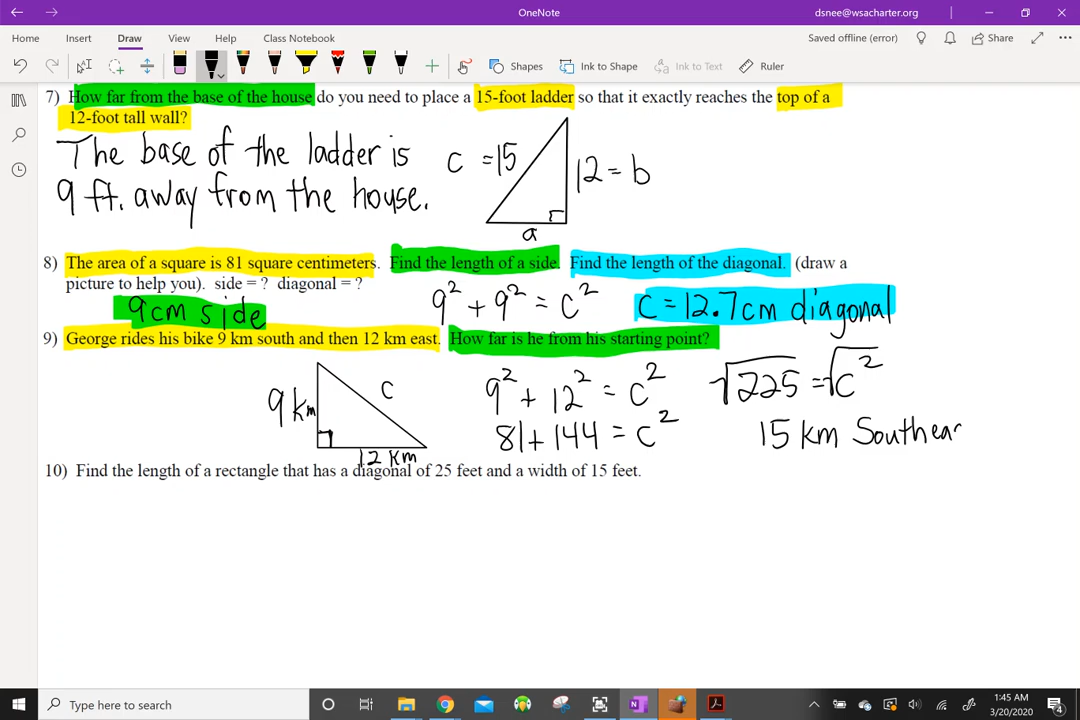 OneNote
dsnee@wsacharter.org
Home Insert Draw View Help Class Notebook
Saved offline (error)
Share
Shapes
Ink to Shape
Ink to Text
Ruler
7) How far from the base of the house do you need to place a 15-foot ladder so that it exactly reaches the top of a
12-foot tall wall?
The base of the ladder is
9 ft. away from the house.
c = 15
12 = b
a
8) The area of a square is 81 square centimeters. Find the length of a side. Find the length of the diagonal. (draw a
picture to help you). side = ? diagonal = ?
9cm side
9² + 9² = c²
c = 12.7cm diagonal
9) George rides his bike 9 km south and then 12 km east. How far is he from his starting point?
9 km
c
12 km
9² + 12² = c²
√225 = √c²
81 + 144 = c²
15 km Southear
10) Find the length of a rectangle that has a diagonal of 25 feet and a width of 15 feet.
Type here to search
1:45 AM
3/20/2020
4